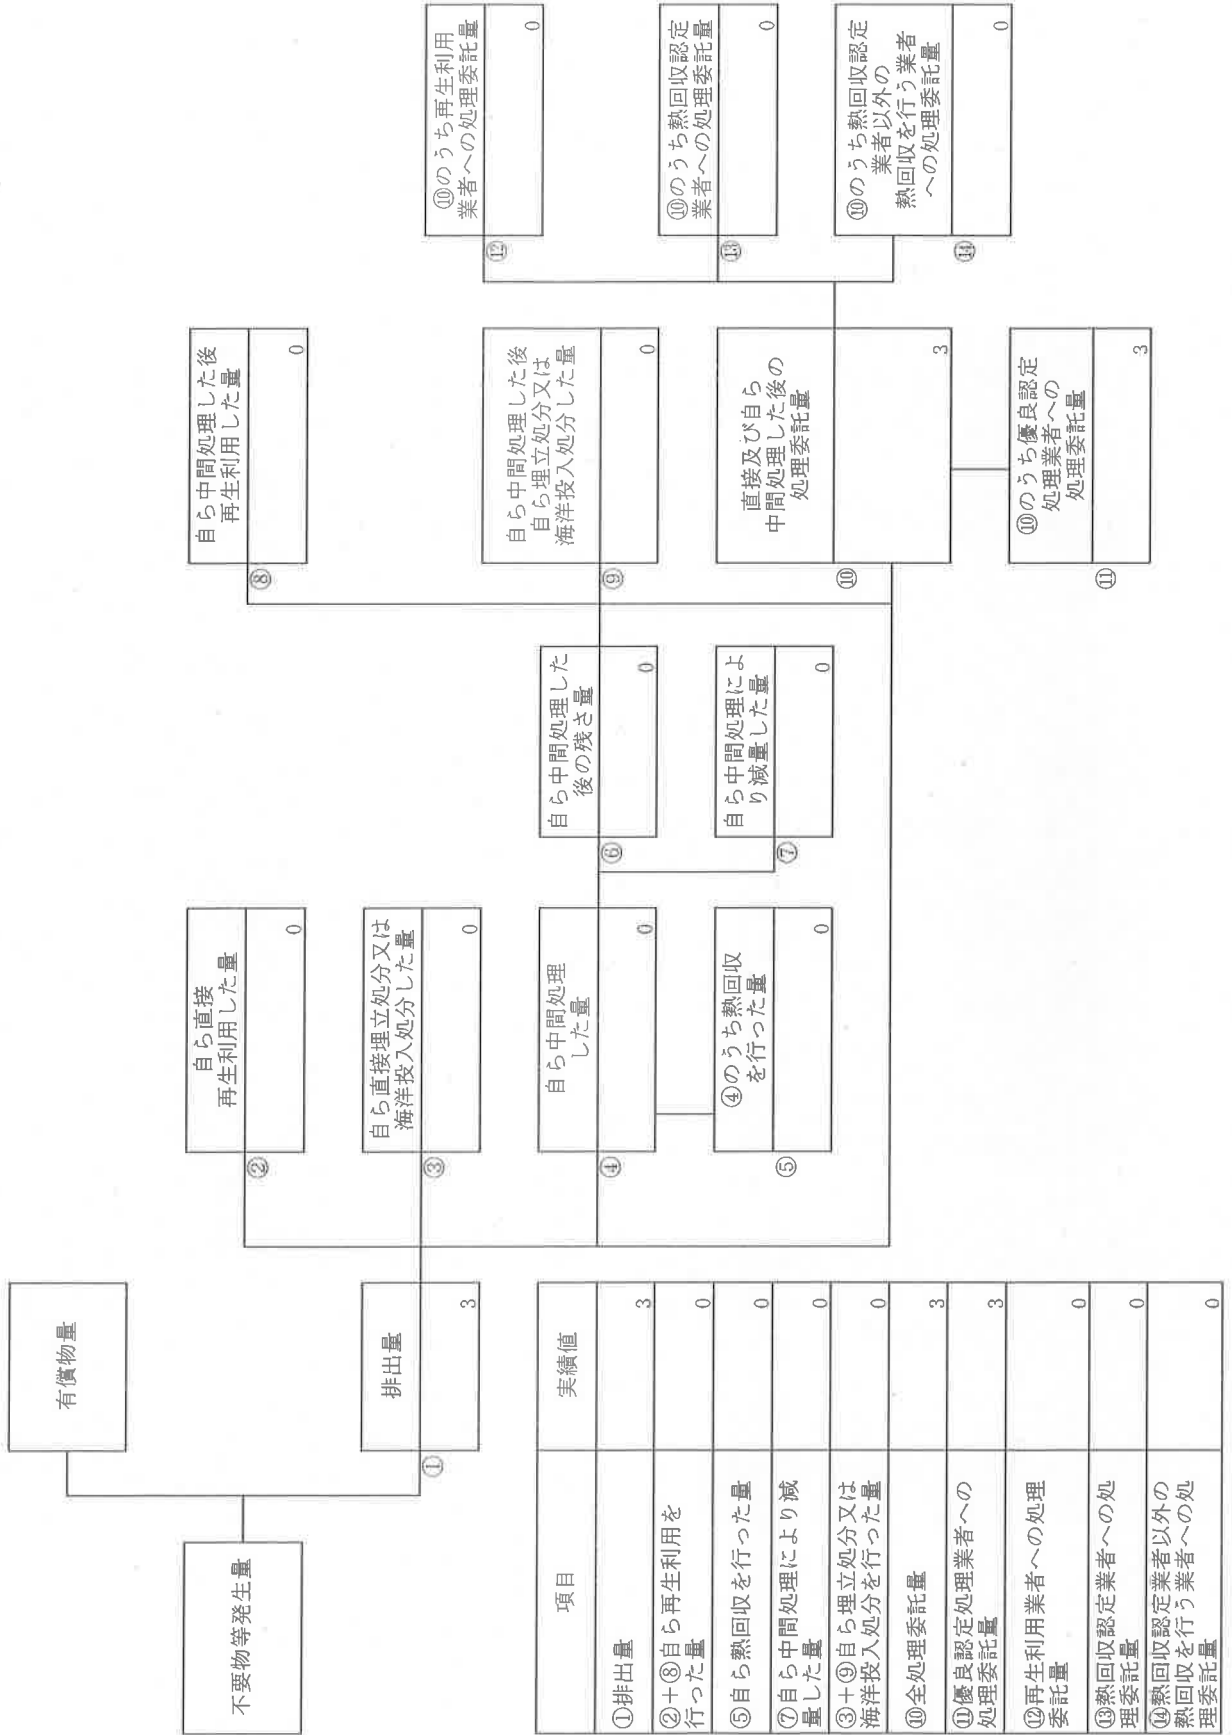 不要物等発生量
有償物量
排出量
①
3
自ら直接
再生利用した量
②
0
自ら直接埋立処分又は
海洋投入処分した量
③
0
自ら中間処理
した量
④
0
④のうち熱回収
を行った量
⑤
0
自ら中間処理した
後の残さ量
⑥
0
自ら中間処理によ
り減量した量
⑦
0
自ら中間処理した後
再生利用した量
⑧
0
自ら中間処理した後
自ら埋立処分又は
海洋投入処分した量
⑨
0
直接及び自ら
中間処理した後の
処理委託量
⑩
3
⑩のうち優良認定
処理業者への
処理委託量
⑪
3
⑩のうち再生利用
業者への処理委託量
⑫
0
⑩のうち熱回収認定
業者への処理委託量
⑬
0
⑩のうち熱回収認定
業者以外の
熱回収を行う業者
への処理委託量
⑭
0
項目 実績値
①排出量 3
②+⑧自ら再生利用を
行った量 0
⑤自ら熱回収を行った量 0
⑦自ら中間処理により減
量した量 0
③+⑨自ら埋立処分又は
海洋投入処分を行った量 0
⑩全処理委託量 3
⑪優良認定処理業者への
処理委託量 3
⑫再生利用業者への処理
委託量 0
⑬熱回収認定業者への処
理委託量 0
⑭熱回収認定業者以外の
熱回収を行う業者への処
理委託量 0